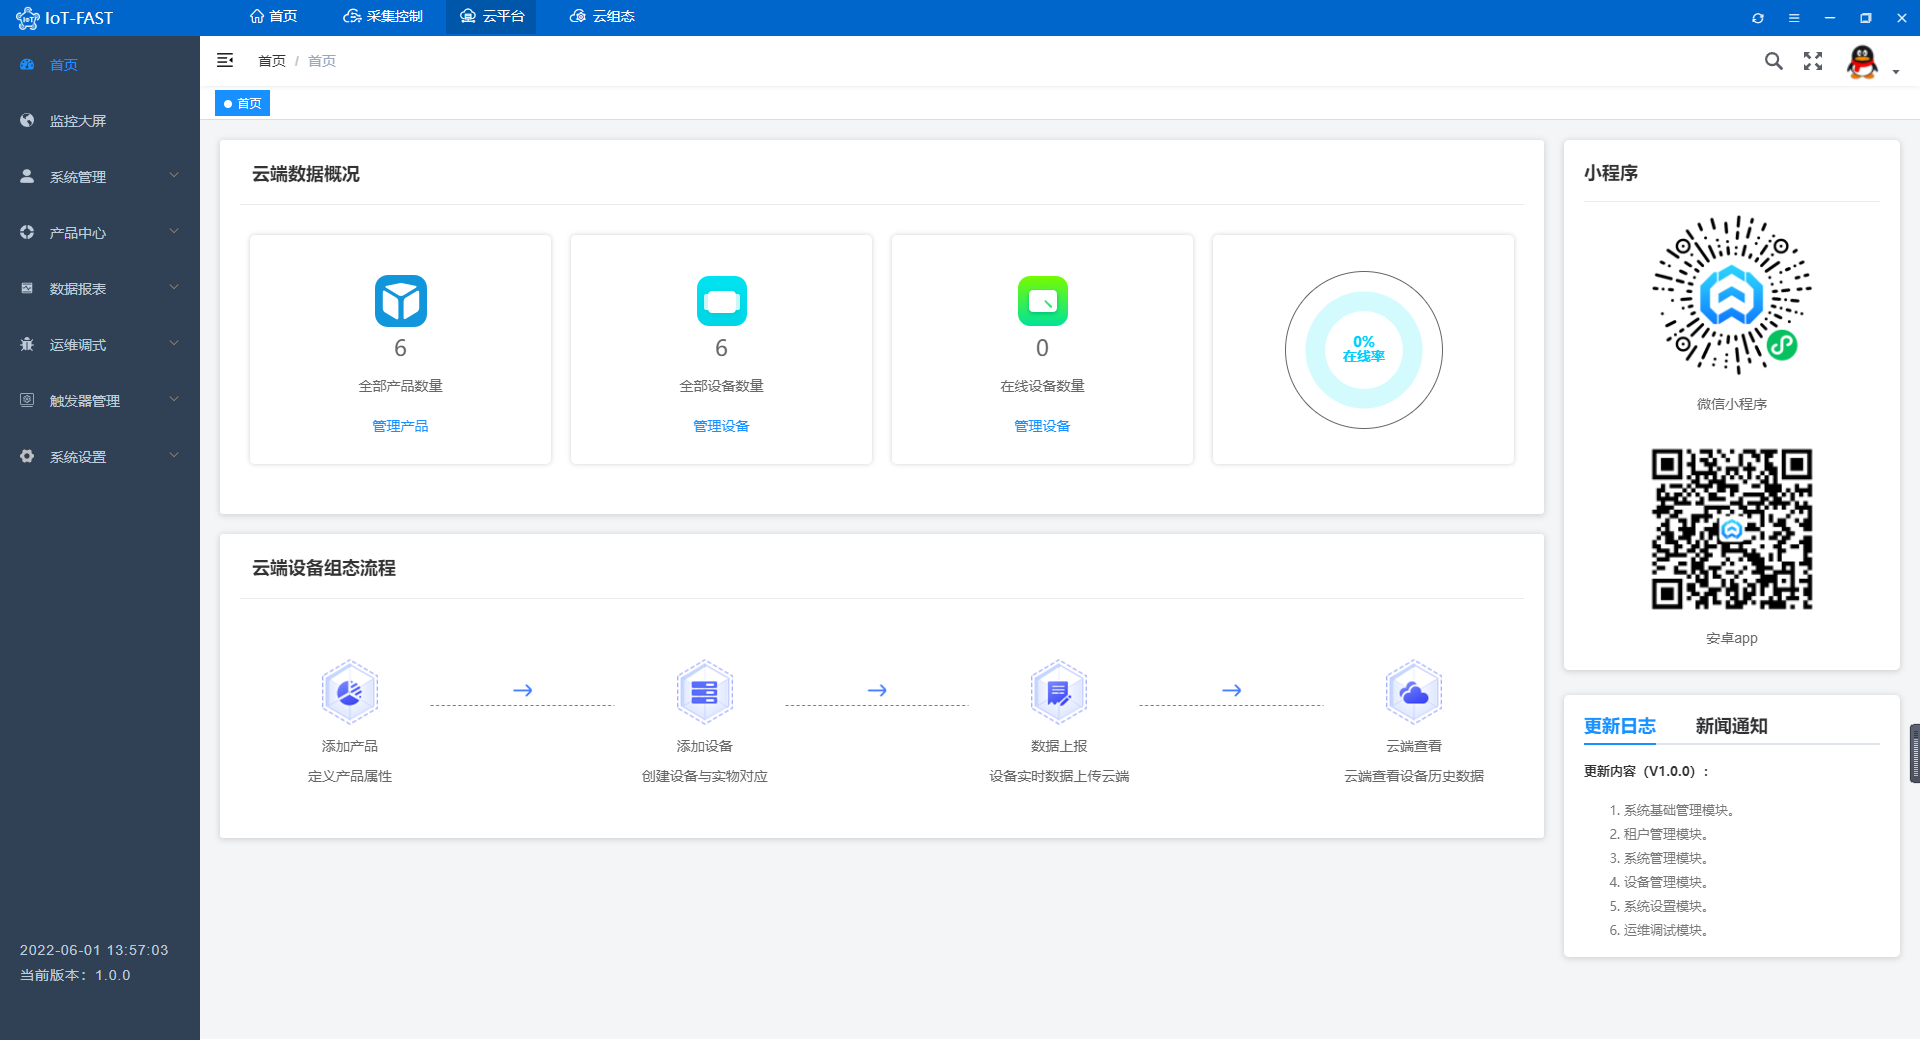 IoT-FAST
首页
采集控制
云平台
云组态
首页
监控大屏
系统管理
产品中心
数据报表
运维调式
触发器管理
系统设置
2022-06-01 13:57:03
当前版本：1.0.0
首页 / 首页
首页
云端数据概况
6
全部产品数量
管理产品
6
全部设备数量
管理设备
0
在线设备数量
管理设备
0%
在线率
云端设备组态流程
添加产品
定义产品属性
添加设备
创建设备与实物对应
数据上报
设备实时数据上传云端
云端查看
云端查看设备历史数据
小程序
微信小程序
安卓app
更新日志
新闻通知
更新内容（V1.0.0）:
1. 系统基础管理模块。
2. 租户管理模块。
3. 系统管理模块。
4. 设备管理模块。
5. 系统设置模块。
6. 运维调试模块。